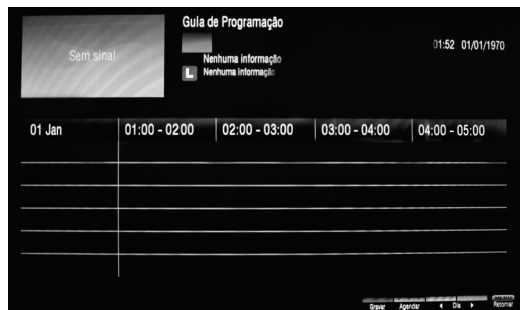 Guia de Programação
Sem sinal
01:52 01/01/1970
Nenhuma informação
L Nenhuma informação
01 Jan 01:00 - 02:00 02:00 - 03:00 03:00 - 04:00 04:00 - 05:00
MENU
Gravar Agendar Dia Retornar